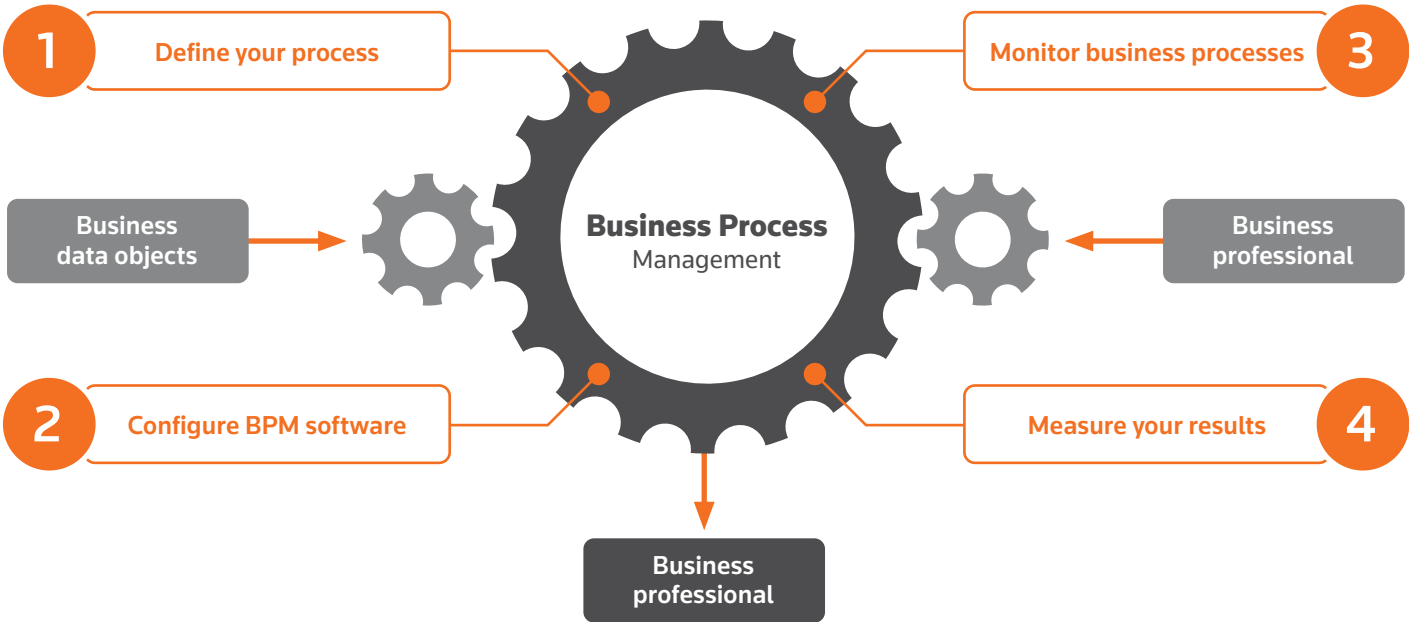 1
Define your process
Monitor business processes
3
Business
data objects
Business Process
Management
Business
professional
2
Configure BPM software
Measure your results
4
Business
professional